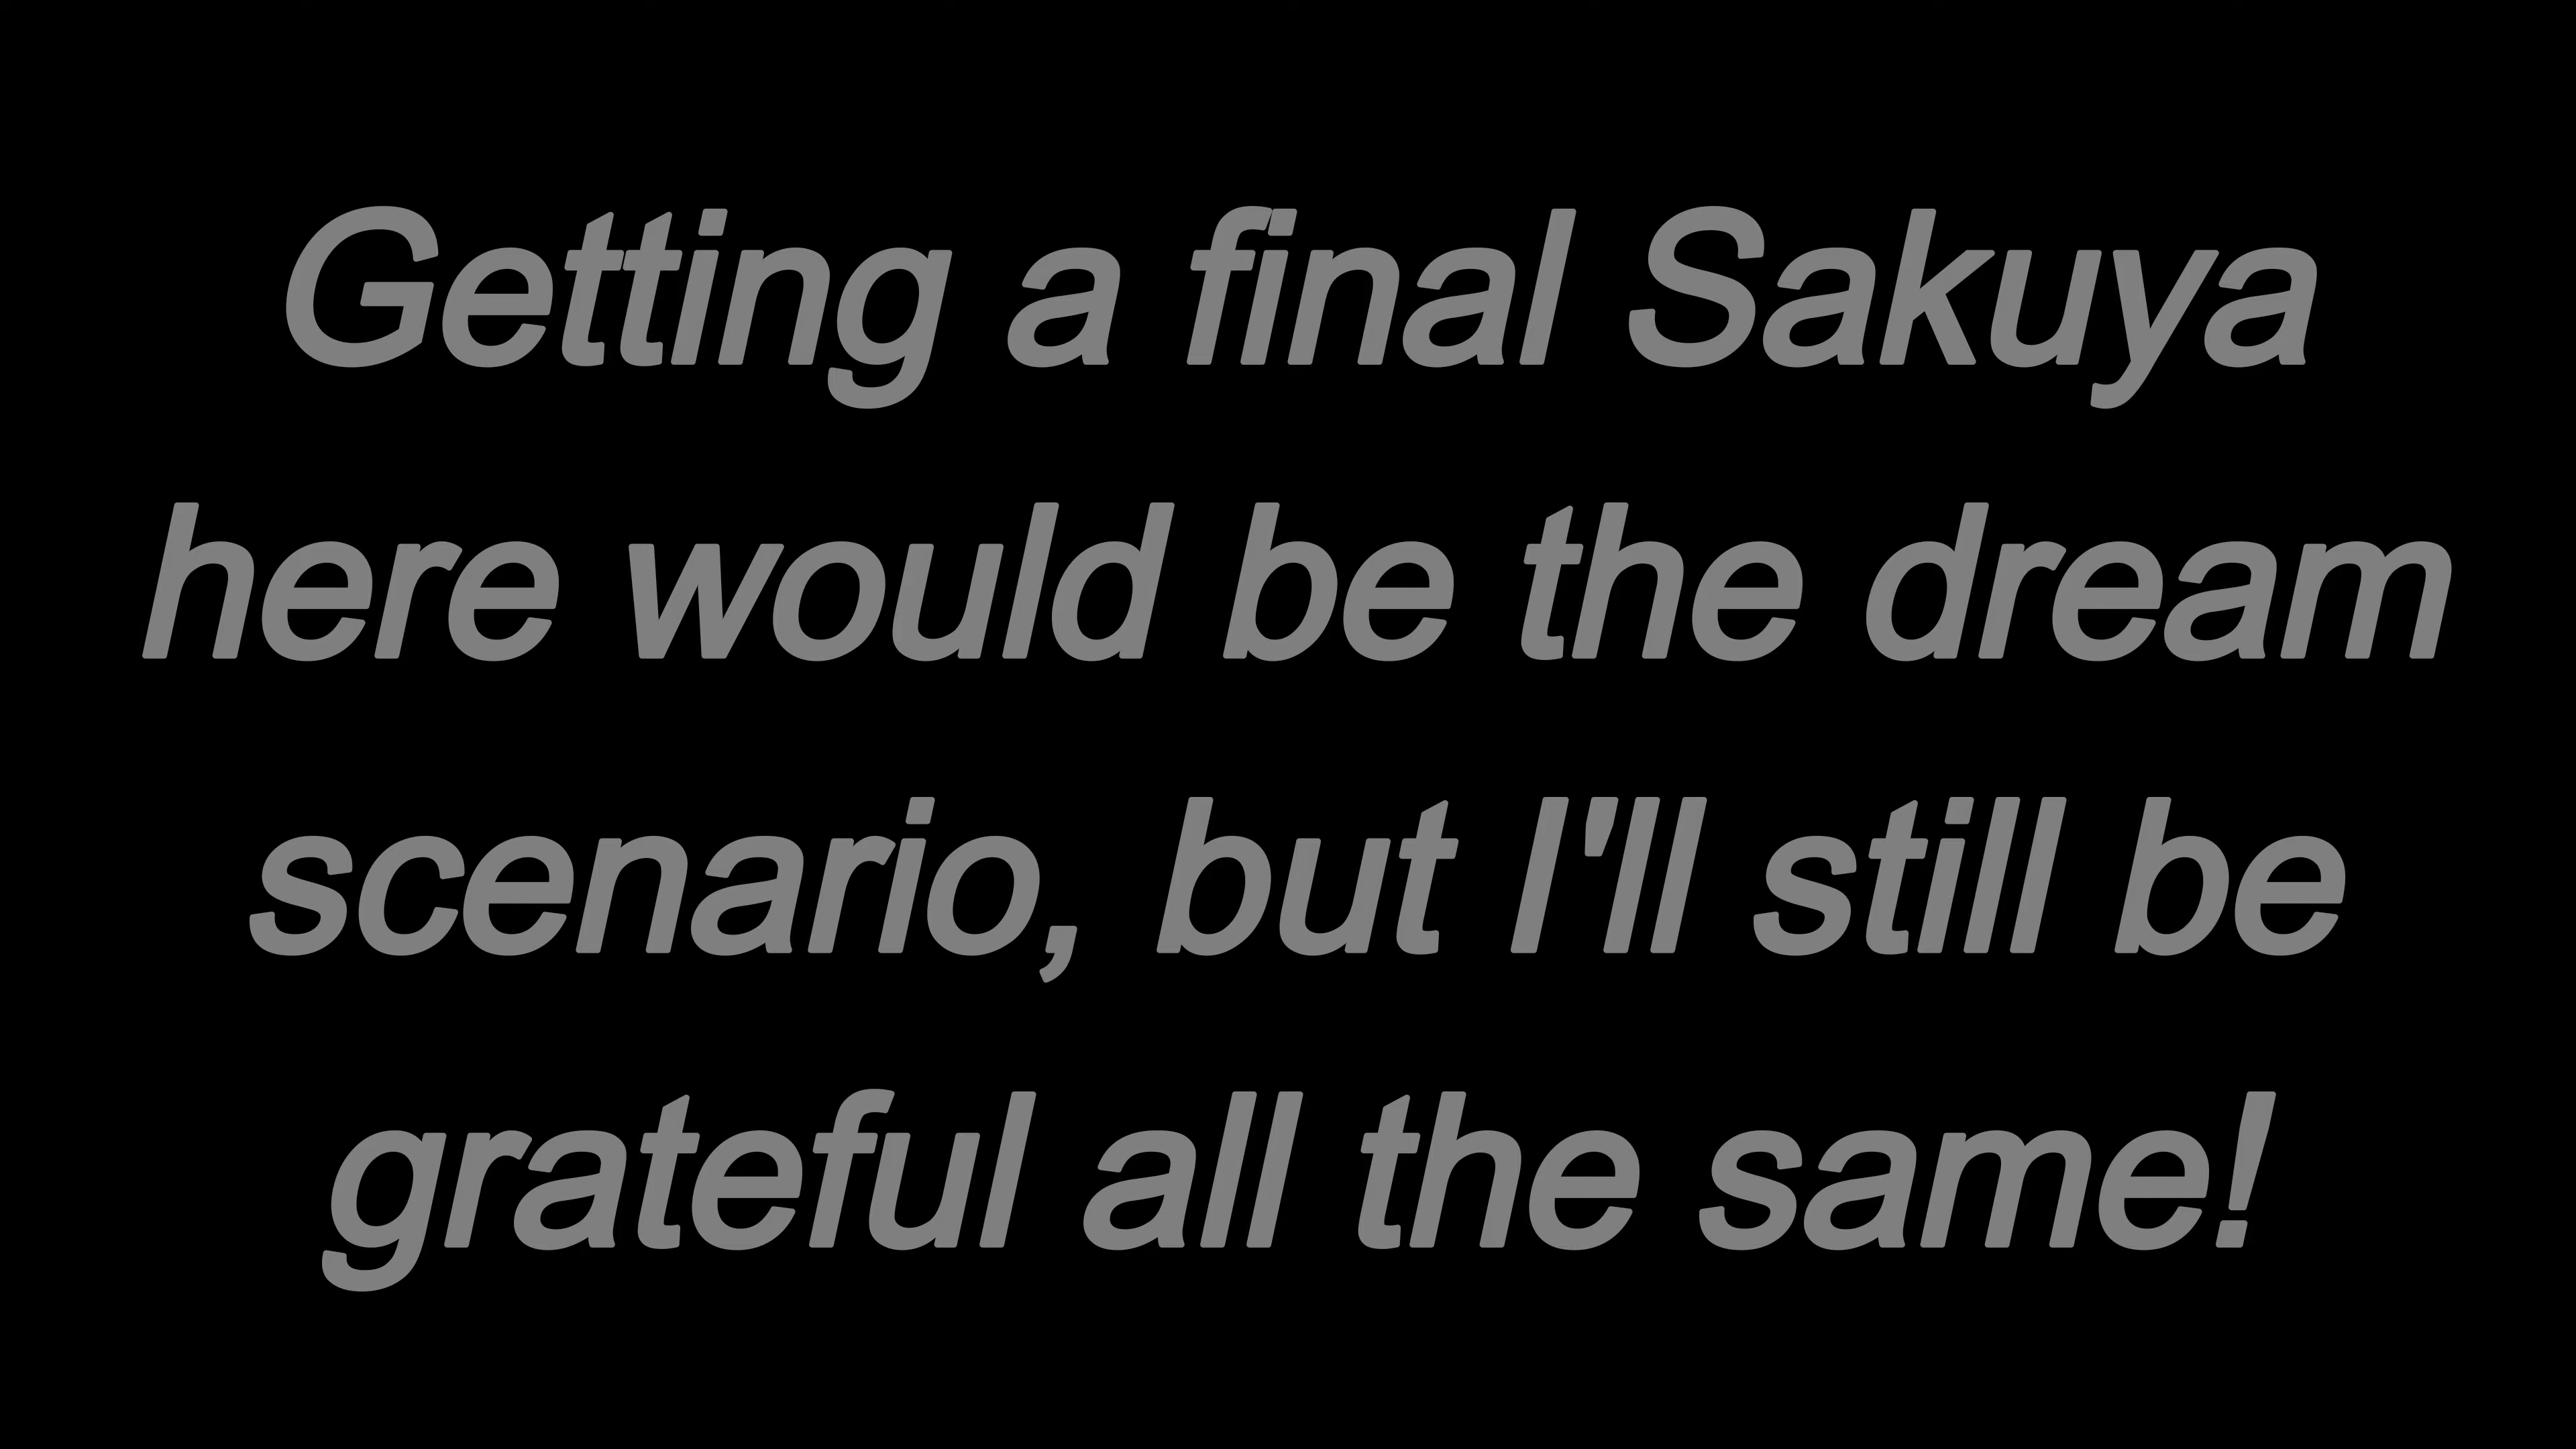 Getting a final Sakuya
here would be the dream
scenario, but I'll still be
grateful all the same!